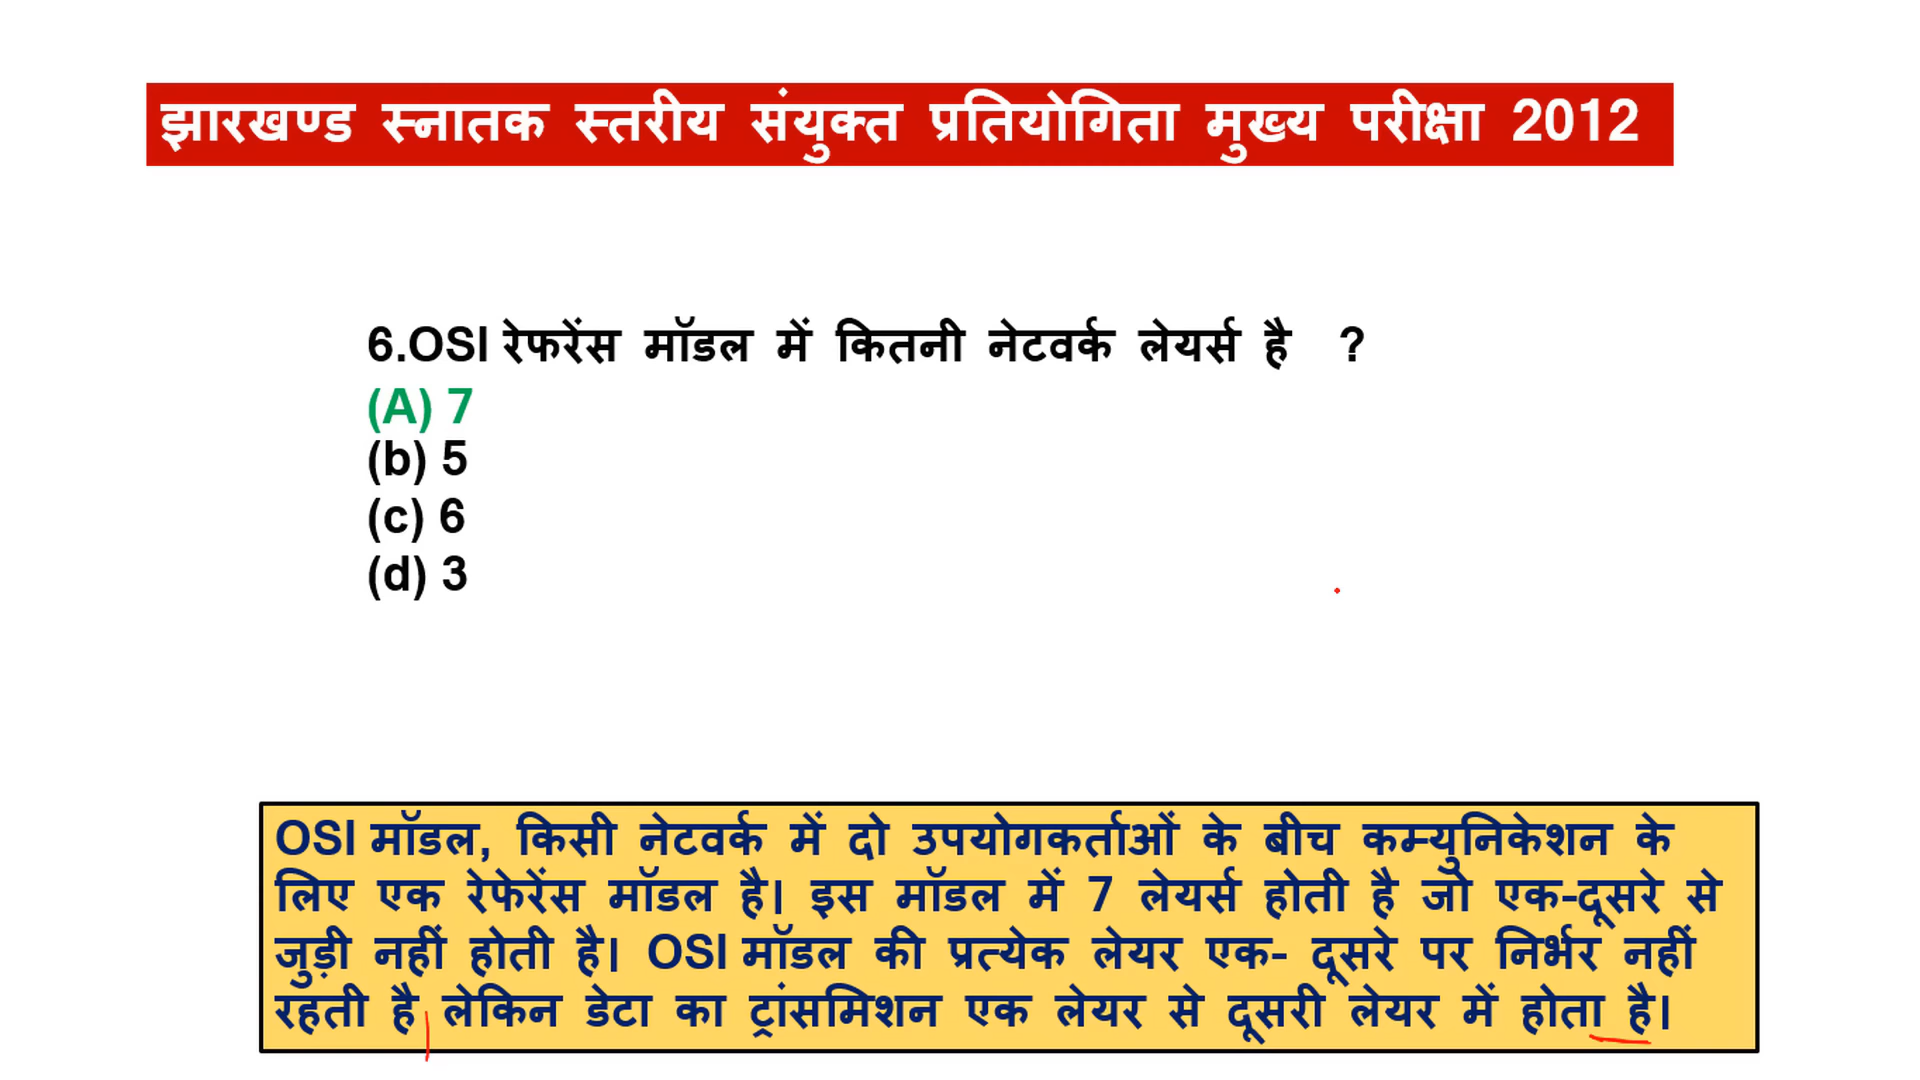 झारखण्ड स्नातक स्तरीय संयुक्त प्रतियोगिता मुख्य परीक्षा 2012
6.OSI रेफरेंस मॉडल में कितनी नेटवर्क लेयर्स है ?
(A) 7
(b) 5
(c) 6
(d) 3
OSI मॉडल, किसी नेटवर्क में दो उपयोगकर्ताओं के बीच कम्युनिकेशन के
लिए एक रेफेरेंस मॉडल है। इस मॉडल में 7 लेयर्स होती है जो एक-दूसरे से
जुड़ी नहीं होती है। OSI मॉडल की प्रत्येक लेयर एक- दूसरे पर निर्भर नहीं
रहती है लेकिन डेटा का ट्रांसमिशन एक लेयर से दूसरी लेयर में होता है।